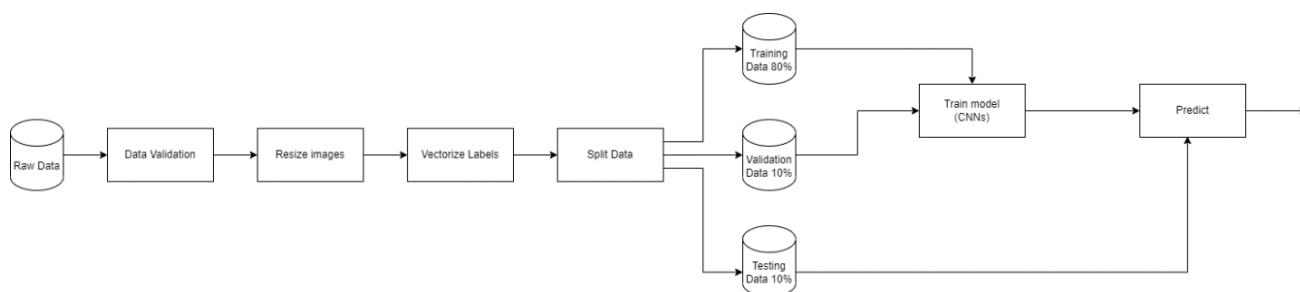 Raw Data
Data Validation
Resize images
Vectorize Labels
Split Data
Training
Data 80%
Validation
Data 10%
Testing
Data 10%
Train model
(CNNs)
Predict